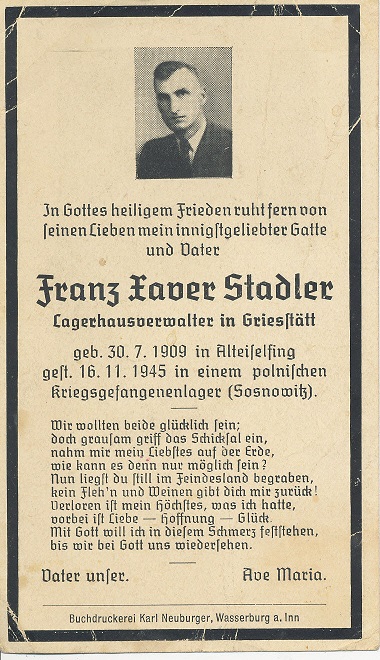 In Gottes heiligem Frieden ruht fern von
seinen Lieben mein innigstgeliebter Gatte
und Vater
Franz Xaver Stadler
Lagerhausverwalter in Griesstätt
geb. 30. 7. 1909 in Alteiselfing
gest. 16. 11. 1945 in einem polnischen
Kriegsgefangenenlager (Sosnowitz).
Wir wollten beide glücklich sein;
doch grausam griff das Schicksal ein,
nahm mir mein Liebstes auf der Erde,
wie kann es denn nur möglich sein?
Nun liegst du still im Feindesland begraben,
kein Fleh'n und Weinen gibt dich mir zurück!
Verloren ist mein Höchstes, was ich hatte,
vorbei ist Liebe — Hoffnung — Glück.
Mit Gott will ich in diesem Schmerz feststehen,
bis wir bei Gott uns wiedersehen.
Vater unser. Ave Maria.
Buchdruckerei Karl Neuburger, Wasserburg a. Inn